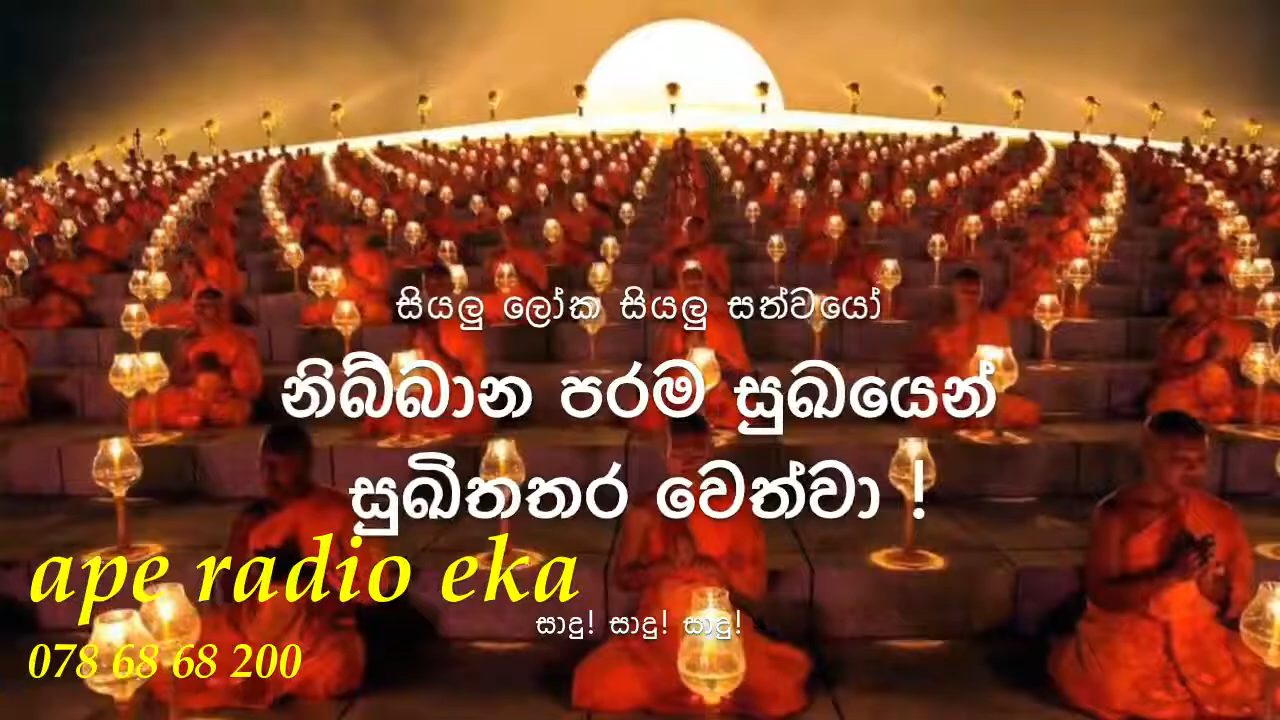 සියලු ලෝක සියලු සත්වයෝ
නිබ්බාන පරම සුඛයෙන්
සුඛිතතර වෙත්වා !
ape radio eka
සාදු! සාදු! සාදු!
078 68 68 200